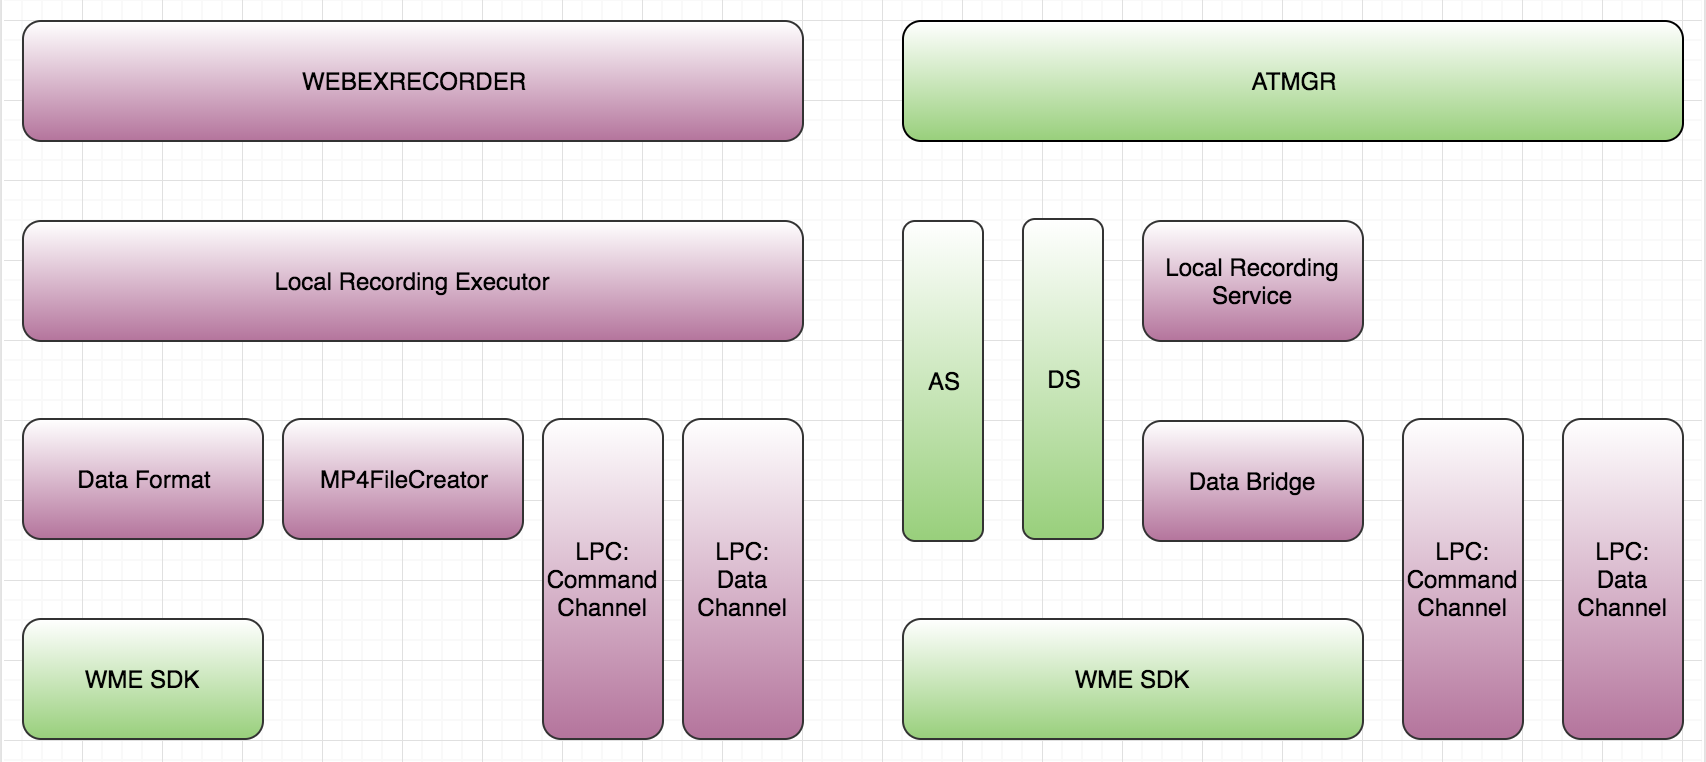 WEBEXRECORDER
Local Recording Executor
Data Format
MP4FileCreator
LPC:
Command
Channel
LPC:
Data
Channel
WME SDK
ATMGR
AS
DS
Local Recording
Service
Data Bridge
LPC:
Command
Channel
LPC:
Data
Channel
WME SDK